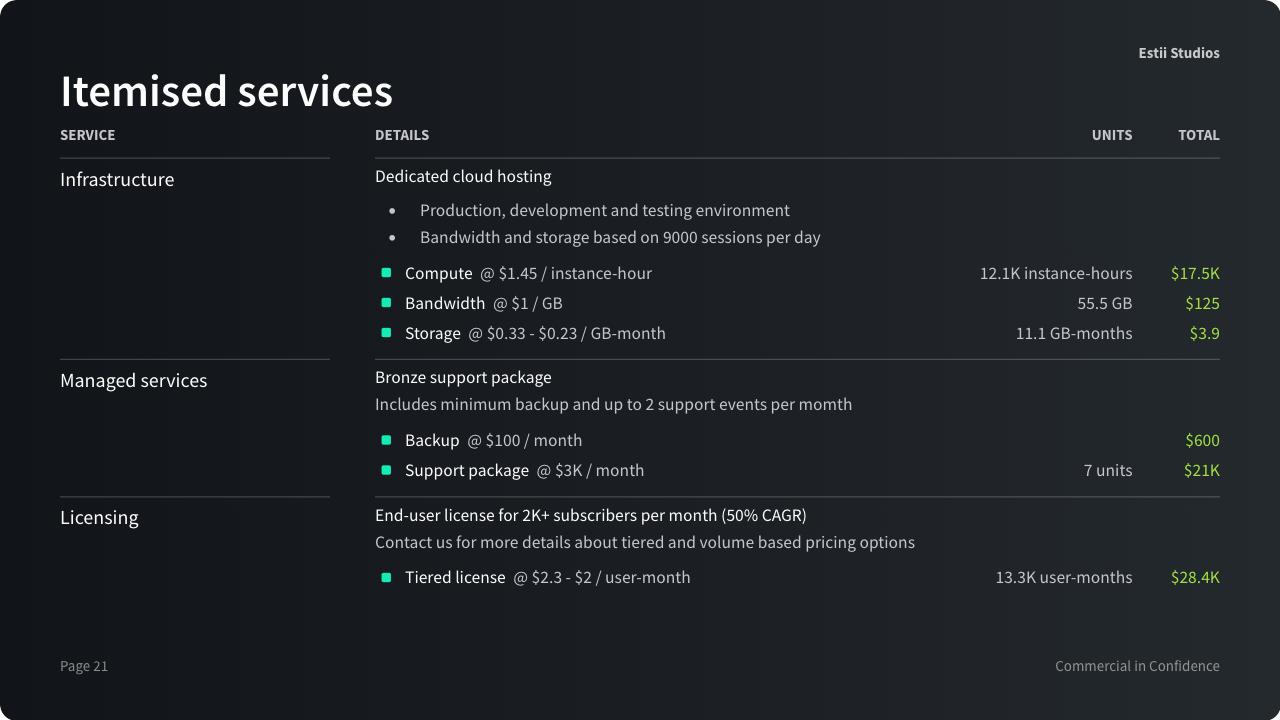 Estii Studios
Itemised services
SERVICE DETAILS UNITS TOTAL
Infrastructure Dedicated cloud hosting
• Production, development and testing environment
• Bandwidth and storage based on 9000 sessions per day
Compute @ $1.45 / instance-hour 12.1K instance-hours $17.5K
Bandwidth @ $1 / GB 55.5 GB $125
Storage @ $0.33 - $0.23 / GB-month 11.1 GB-months $3.9
Managed services Bronze support package
Includes minimum backup and up to 2 support events per momth
Backup @ $100 / month $600
Support package @ $3K / month 7 units $21K
Licensing End-user license for 2K+ subscribers per month (50% CAGR)
Contact us for more details about tiered and volume based pricing options
Tiered license @ $2.3 - $2 / user-month 13.3K user-months $28.4K
Page 21 Commercial in Confidence